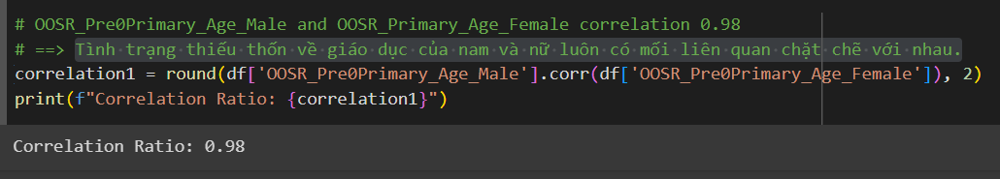 # OOSR_Pre0Primary_Age_Male and OOSR_Primary_Age_Female correlation 0.98
# ==> Tình trạng thiếu thốn về giáo dục của nam và nữ luôn có mối liên quan chặt chẽ với nhau.
correlation1 = round(df['OOSR_Pre0Primary_Age_Male'].corr(df['OOSR_Pre0Primary_Age_Female']), 2)
print(f"Correlation Ratio: {correlation1}")
Correlation Ratio: 0.98